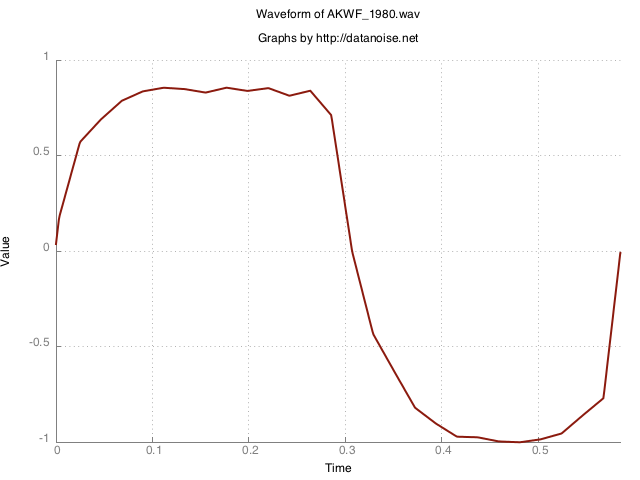 Waveform of AKWF_1980.wav
Graphs by http://datanoise.net
1
0.5
0
-0.5
-1
Value
0 0.1 0.2 0.3 0.4 0.5
Time